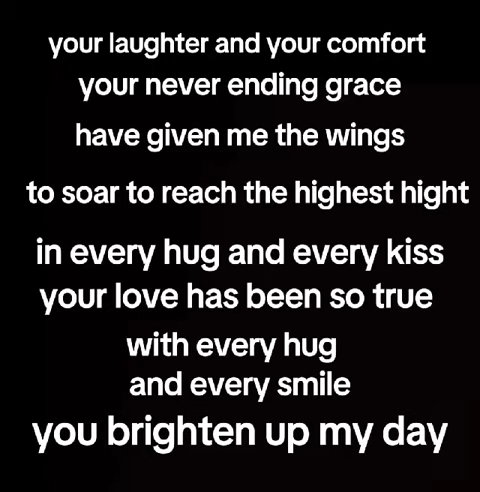 your laughter and your comfort
your never ending grace
have given me the wings
to soar to reach the highest hight
in every hug and every kiss
your love has been so true
with every hug
and every smile
you brighten up my day